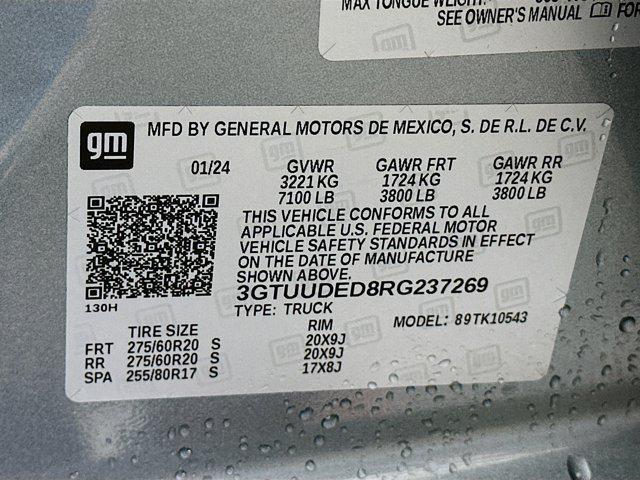 MAX TONGUE WEIGHT:
SEE OWNER'S MANUAL FOR
gm
MFD BY GENERAL MOTORS DE MEXICO, S. DE R.L. DE C.V.
01/24 GVWR GAWR FRT GAWR RR
3221 KG 1724 KG 1724 KG
7100 LB 3800 LB 3800 LB
THIS VEHICLE CONFORMS TO ALL
APPLICABLE U.S. FEDERAL MOTOR
VEHICLE SAFETY STANDARDS IN EFFECT
ON THE DATE OF MANUFACTURE
SHOWN ABOVE.
130H
3GTUUDED8RG237269
TYPE: TRUCK
TIRE SIZE RIM MODEL: 89TK10543
FRT 275/60R20 S 20X9J
RR 275/60R20 S 20X9J
SPA 255/80R17 S 17X8J